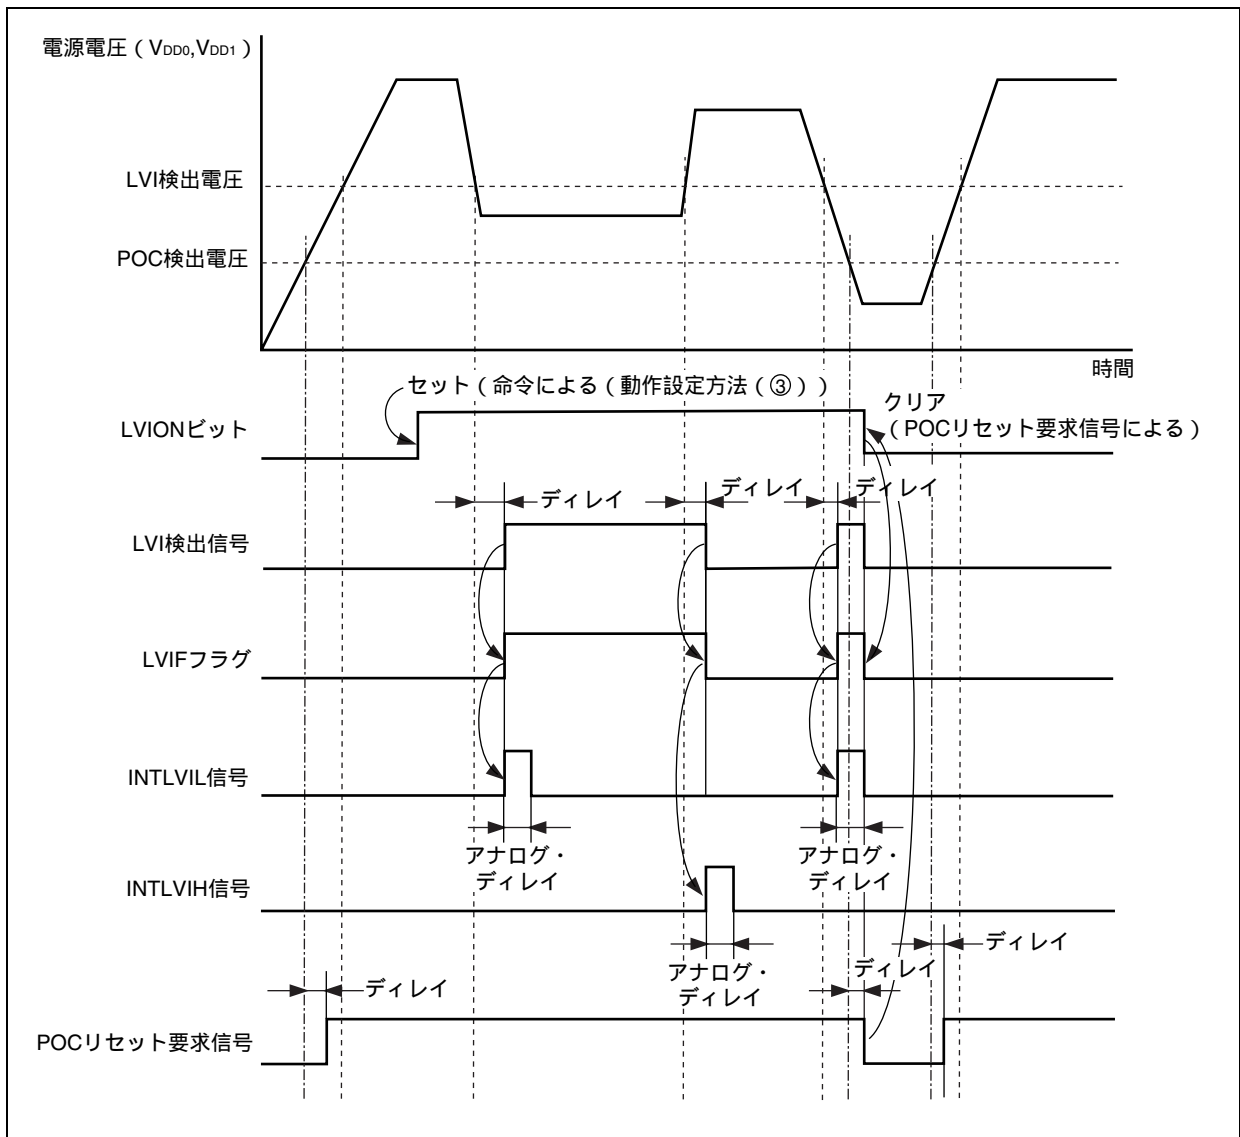 電源電圧（VDD0,VDD1）
LVI検出電圧
POC検出電圧
時間
セット（命令による（動作設定方法（③）））
クリア
（POCリセット要求信号による）
LVIONビット
ディレイ
ディレイ
ディレイ
LVI検出信号
LVIFフラグ
INTLVIL信号
アナログ・
ディレイ
アナログ・
ディレイ
INTLVIH信号
アナログ・
ディレイ
ディレイ
ディレイ
ディレイ
POCリセット要求信号